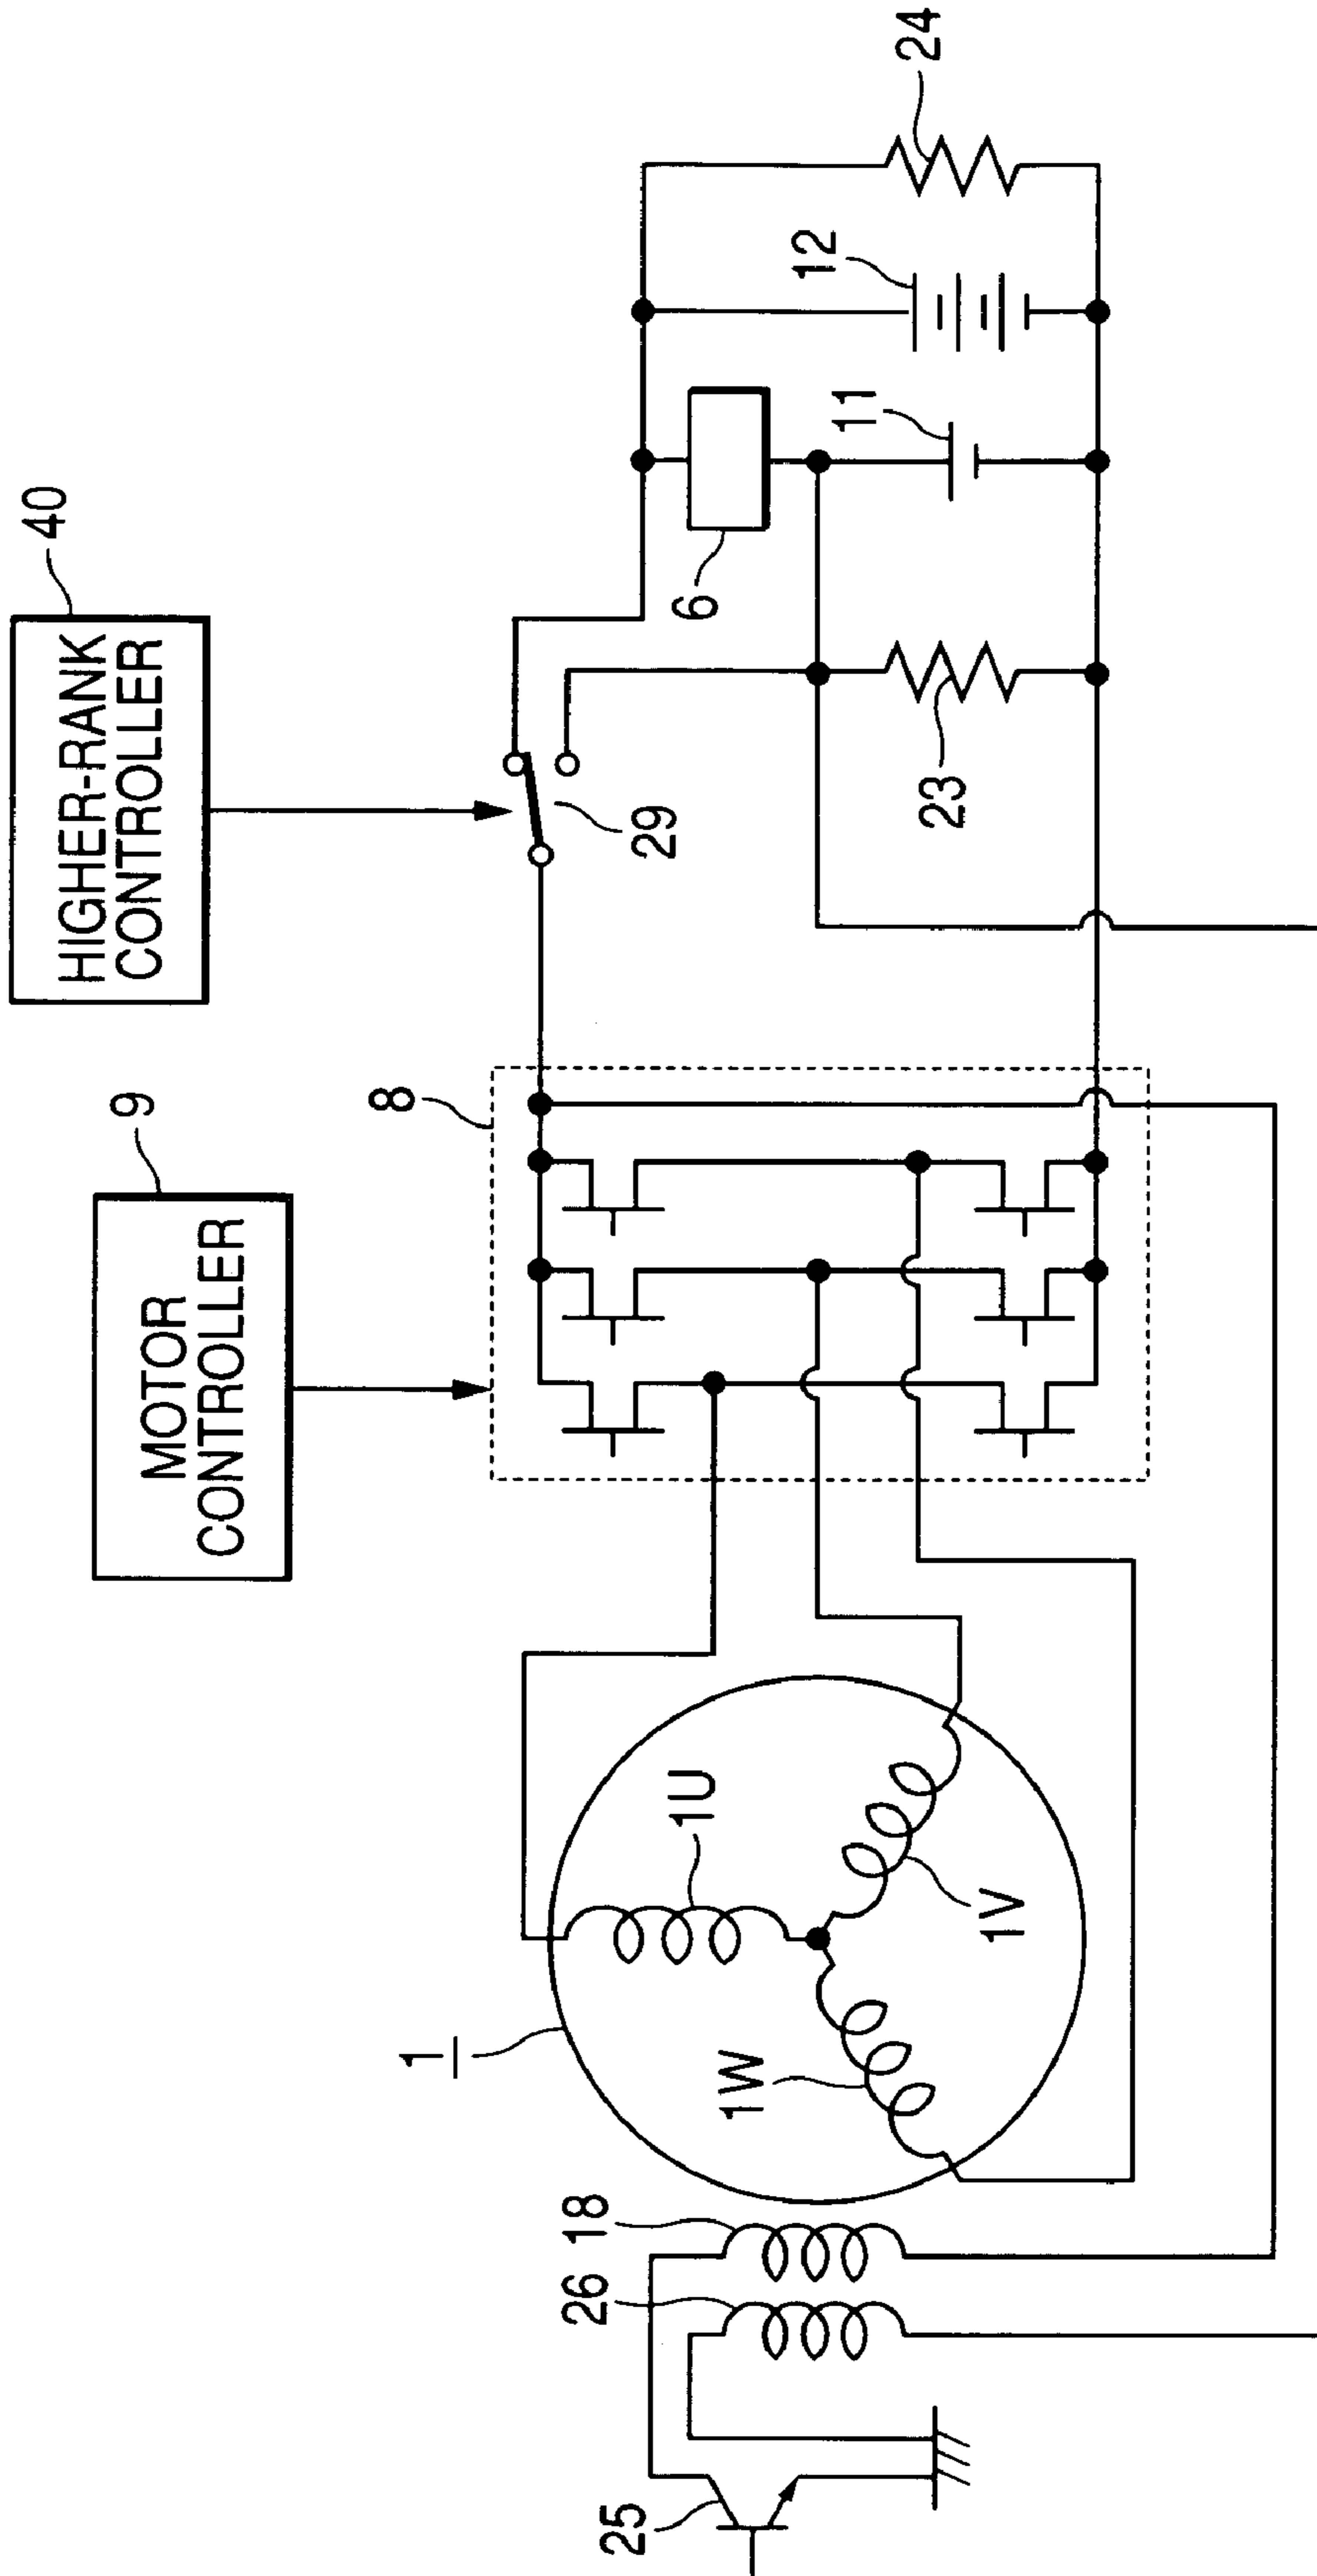 HIGHER-RANK
CONTROLLER
40
MOTOR
CONTROLLER
9
8
29
6
11
12
24
23
1
1U
1V
1W
18
26
25